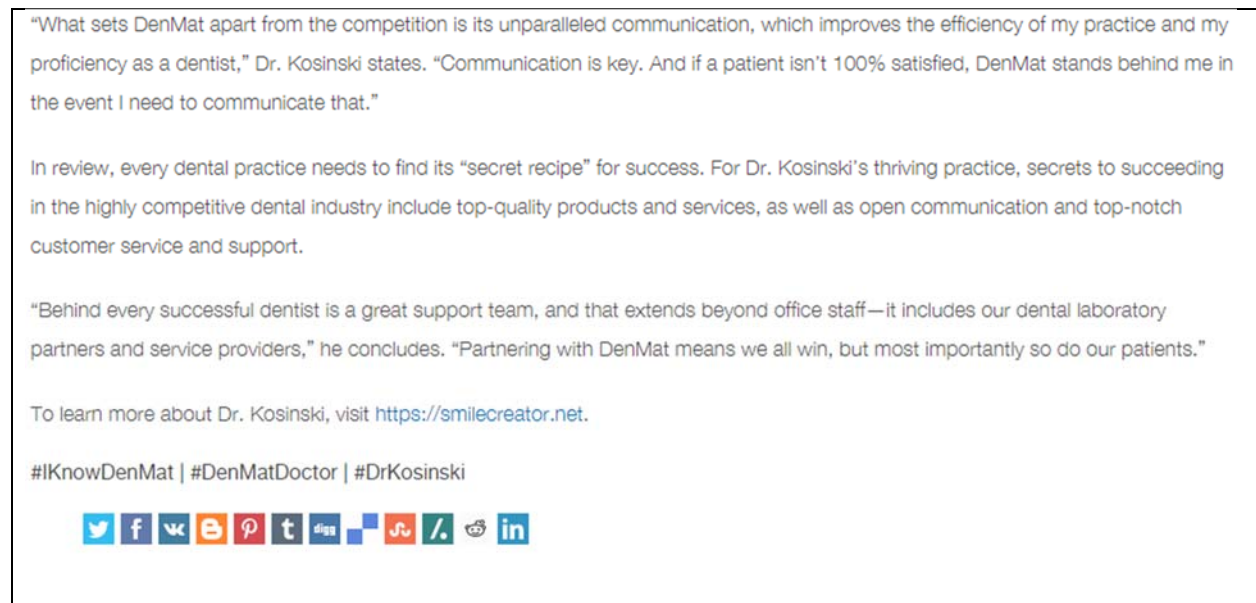 “What sets DenMat apart from the competition is its unparalleled communication, which improves the efficiency of my practice and my
proficiency as a dentist,” Dr. Kosinski states. “Communication is key. And if a patient isn’t 100% satisfied, DenMat stands behind me in
the event I need to communicate that.”
In review, every dental practice needs to find its “secret recipe” for success. For Dr. Kosinski’s thriving practice, secrets to succeeding
in the highly competitive dental industry include top-quality products and services, as well as open communication and top-notch
customer service and support.
“Behind every successful dentist is a great support team, and that extends beyond office staff—it includes our dental laboratory
partners and service providers,” he concludes. “Partnering with DenMat means we all win, but most importantly so do our patients.”
To learn more about Dr. Kosinski, visit https://smilecreator.net.
#IKnowDenMat | #DenMatDoctor | #DrKosinski
digg in